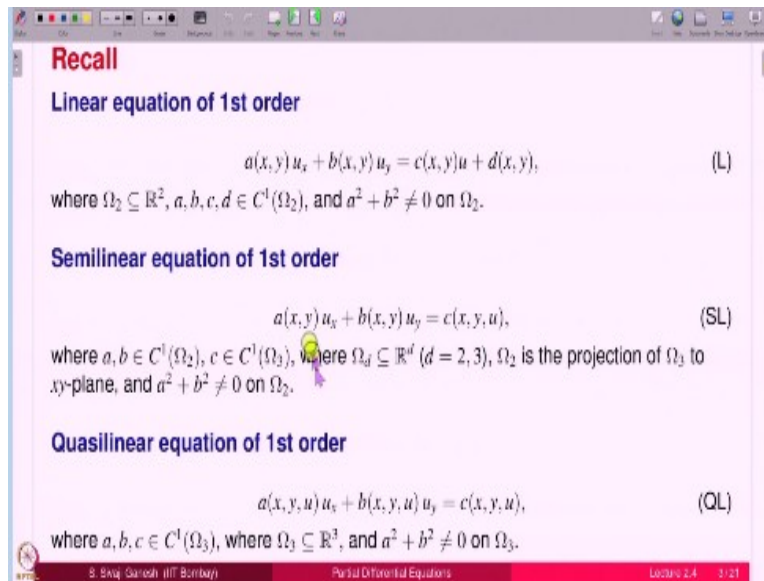 Recall
Linear equation of 1st order
a(x, y) uₓ + b(x, y) u_y = c(x, y)u + d(x, y), (L)
where Ω₂ ⊆ ℝ², a, b, c, d ∈ C¹(Ω₂), and a² + b² ≠ 0 on Ω₂.
Semilinear equation of 1st order
a(x, y) uₓ + b(x, y) u_y = c(x, y, u), (SL)
where a, b ∈ C¹(Ω₂), c ∈ C¹(Ω₃), where Ω_d ⊆ ℝ^d (d = 2, 3), Ω₂ is the projection of Ω₃ to
xy-plane, and a² + b² ≠ 0 on Ω₂.
Quasilinear equation of 1st order
a(x, y, u) uₓ + b(x, y, u) u_y = c(x, y, u), (QL)
where a, b, c ∈ C¹(Ω₃), where Ω₃ ⊆ ℝ³, and a² + b² ≠ 0 on Ω₃.
S. Sivaji Ganesh (IIT Bombay) Partial Differential Equations Lecture 2.4 3/21